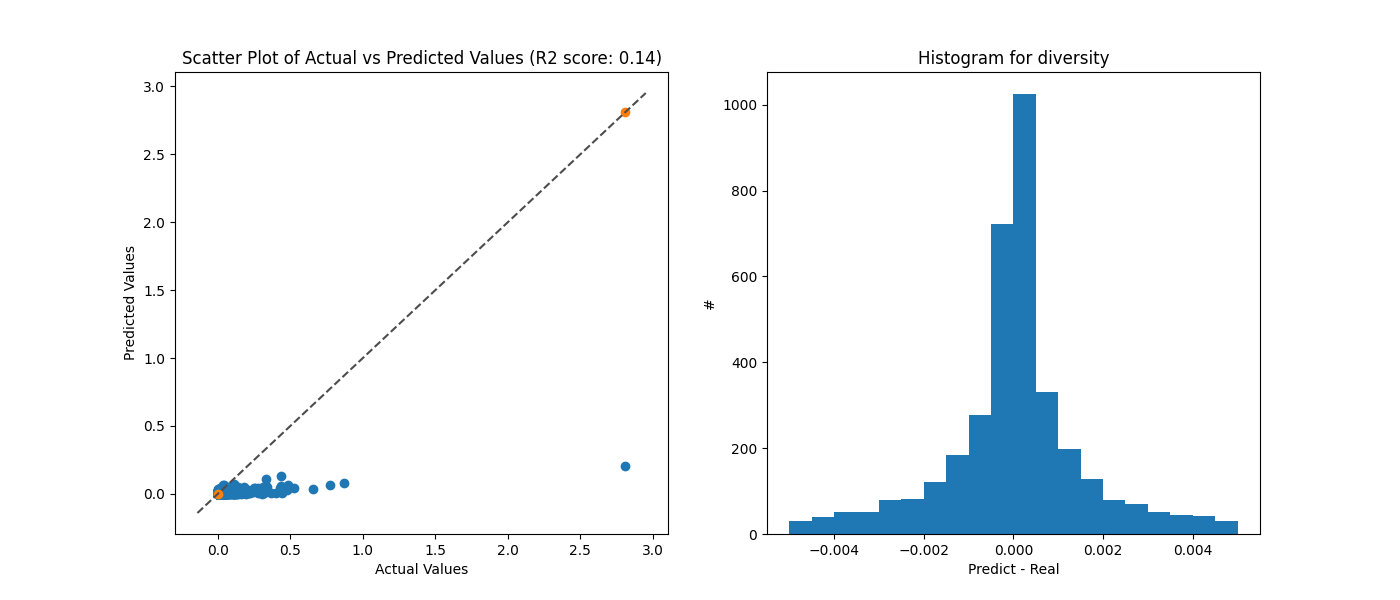 Scatter Plot of Actual vs Predicted Values (R2 score: 0.14)
3.0
2.5
2.0
1.5
1.0
0.5
0.0
Predicted Values
0.0 0.5 1.0 1.5 2.0 2.5 3.0
Actual Values
Histogram for diversity
1000
800
600
400
200
0
#
−0.004 −0.002 0.000 0.002 0.004
Predict - Real